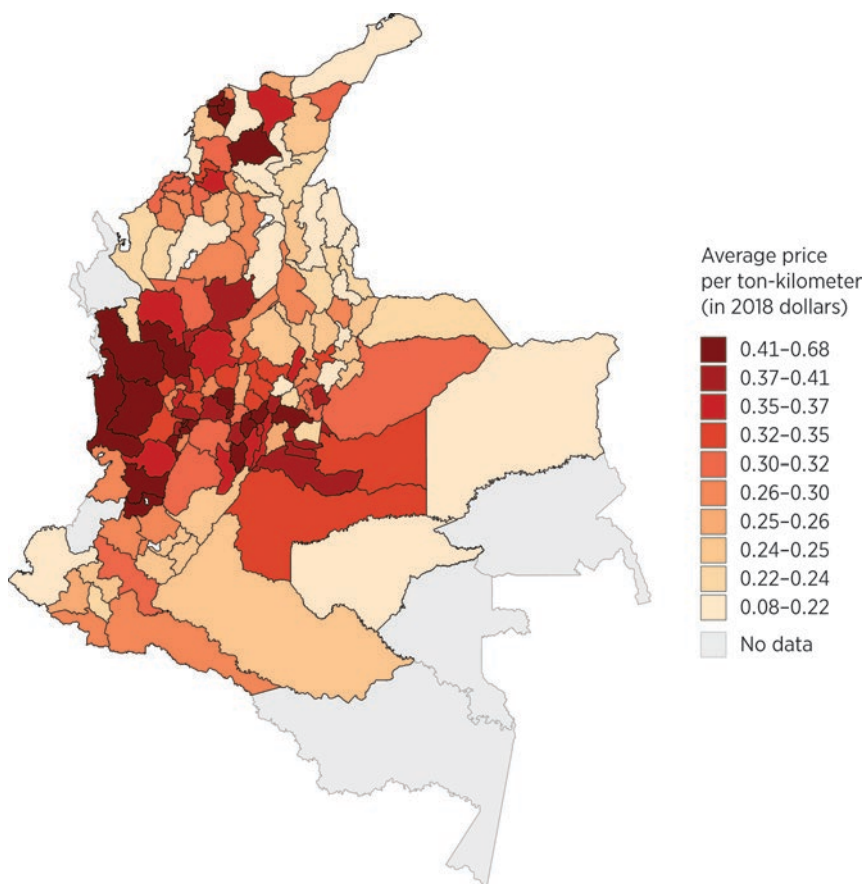 Average price
per ton-kilometer
(in 2018 dollars)
0.41–0.68
0.37–0.41
0.35–0.37
0.32–0.35
0.30–0.32
0.26–0.30
0.25–0.26
0.24–0.25
0.22–0.24
0.08–0.22
No data